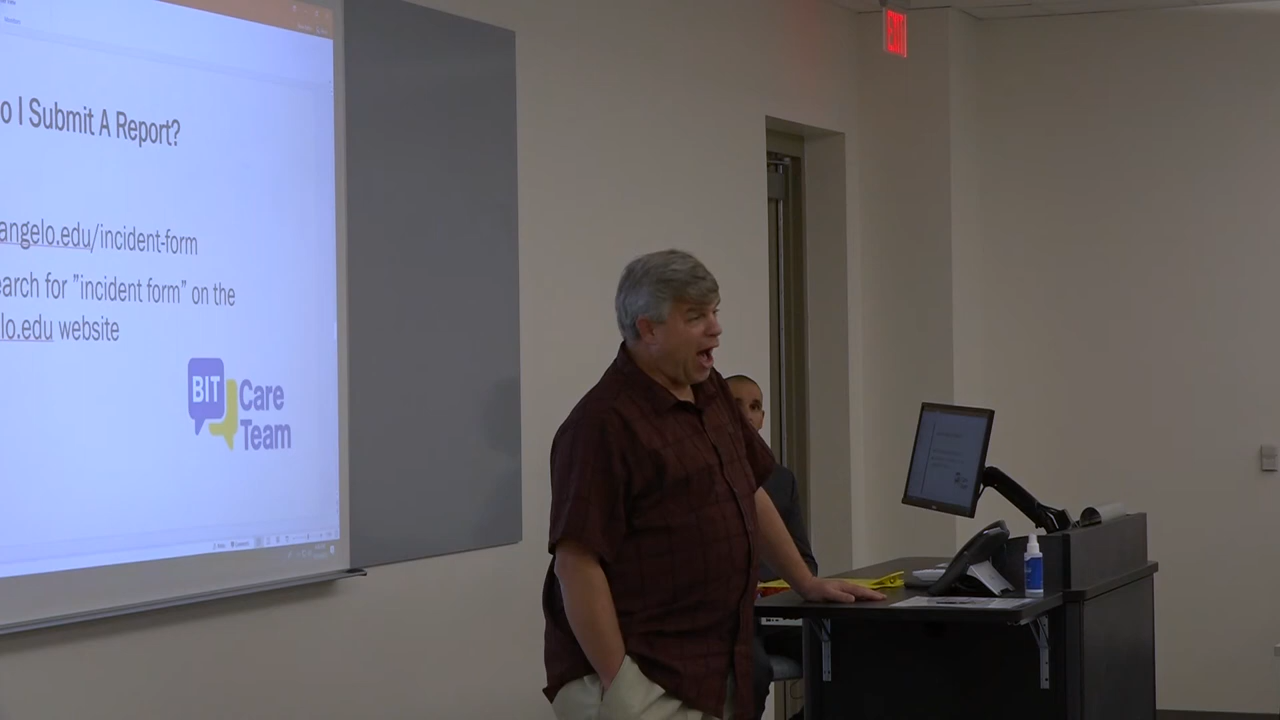 o I Submit A Report?
angelo.edu/incident-form
earch for ”incident form” on the
lo.edu website
BIT Care
Team
EXIT